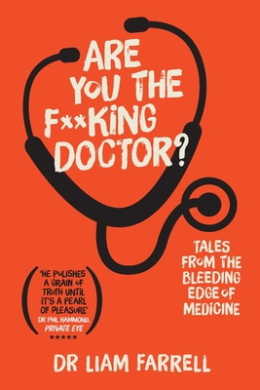 ARE
YOU THE
F**KING
DOCTOR?
TALES
FROM THE
BLEEDING
EDGE OF
MEDICINE
'HE POLISHES
A GRAIN OF
TRUTH UNTIL
IT'S A PEARL
OF PLEASURE'
DR PHIL HAMMOND,
PRIVATE EYE
*****
DR LIAM FARRELL